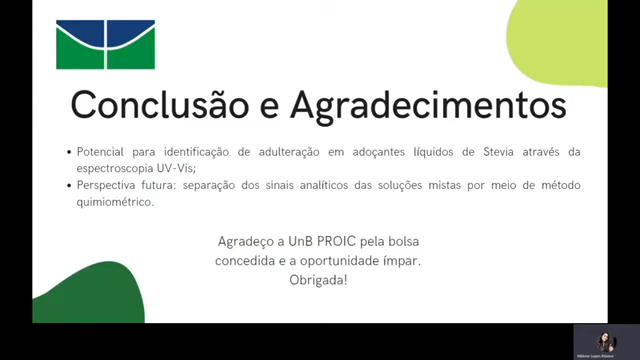 Conclusão e Agradecimentos
• Potencial para identificação de adulteração em adoçantes líquidos de Stevia através da
espectroscopia UV-Vis;
• Perspectiva futura: separação dos sinais analíticos das soluções mistas por meio de método
quimiométrico.
Agradeço a UnB PROIC pela bolsa
concedida e a oportunidade ímpar.
Obrigada!